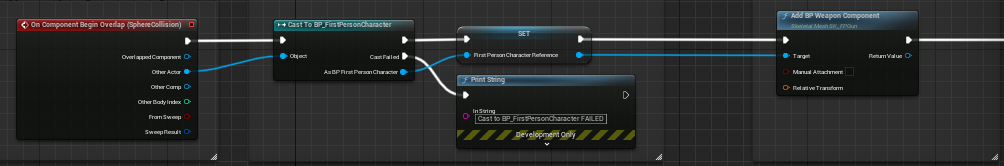 On Component Begin Overlap (SphereCollision)
Overlapped Component
Other Actor
Other Comp
Other Body Index
From Sweep
Sweep Result
Cast To BP_FirstPersonCharacter
Object
Cast Failed
As BP First Person Character
SET
First Person Character Reference
Print String
In String
Cast to BP_FirstPersonCharacter FAILED
Development Only
Add BP Weapon Component
Skeletal Mesh SK_FPGun
Target
Return Value
Manual Attachment
Relative Transform